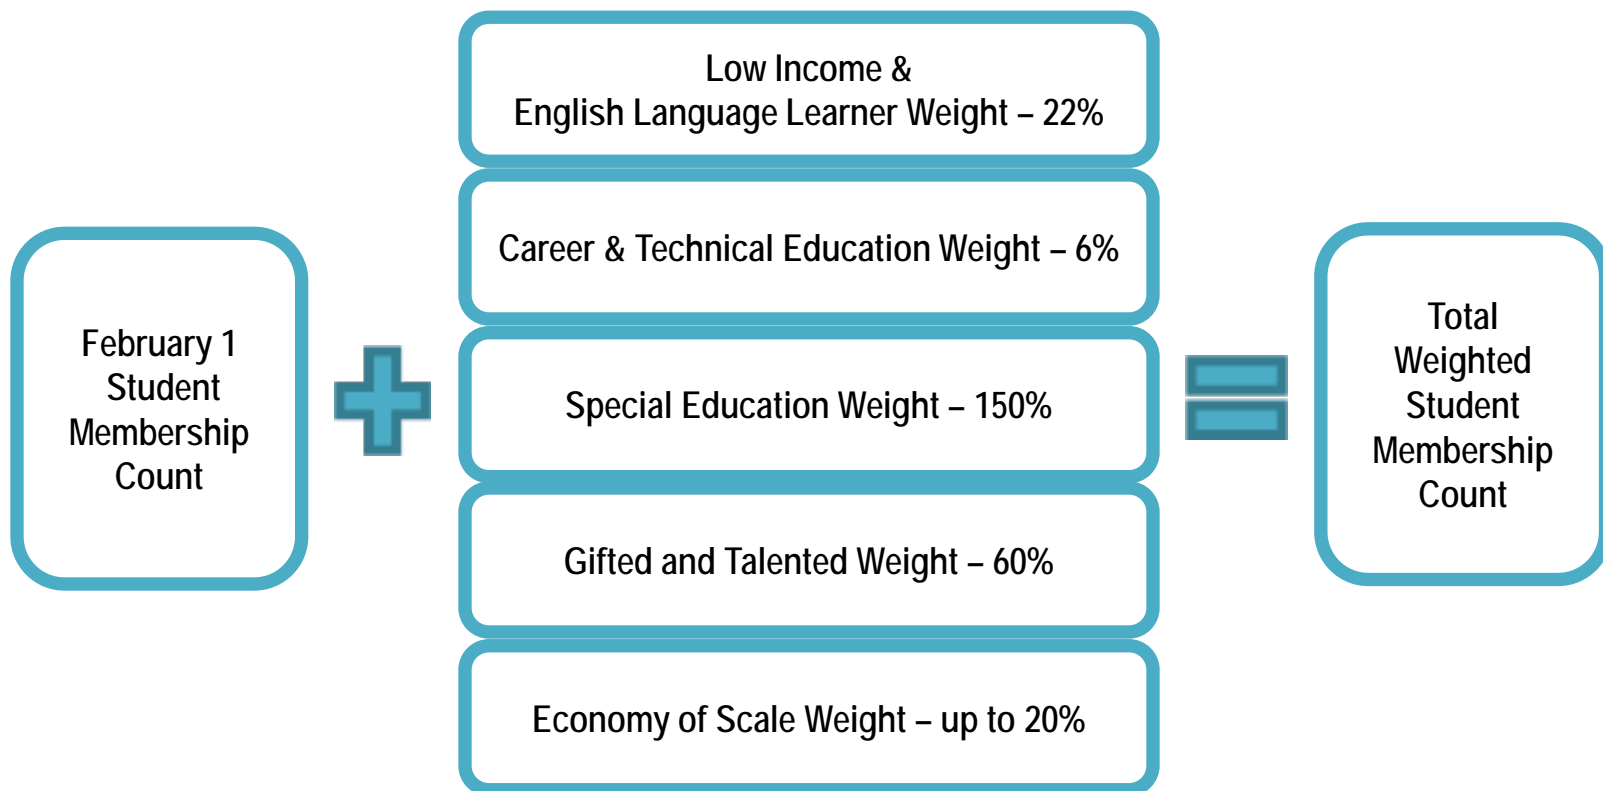 February 1
Student
Membership
Count
Low Income &
English Language Learner Weight – 22%
Career & Technical Education Weight – 6%
Special Education Weight – 150%
Gifted and Talented Weight – 60%
Economy of Scale Weight – up to 20%
Total
Weighted
Student
Membership
Count